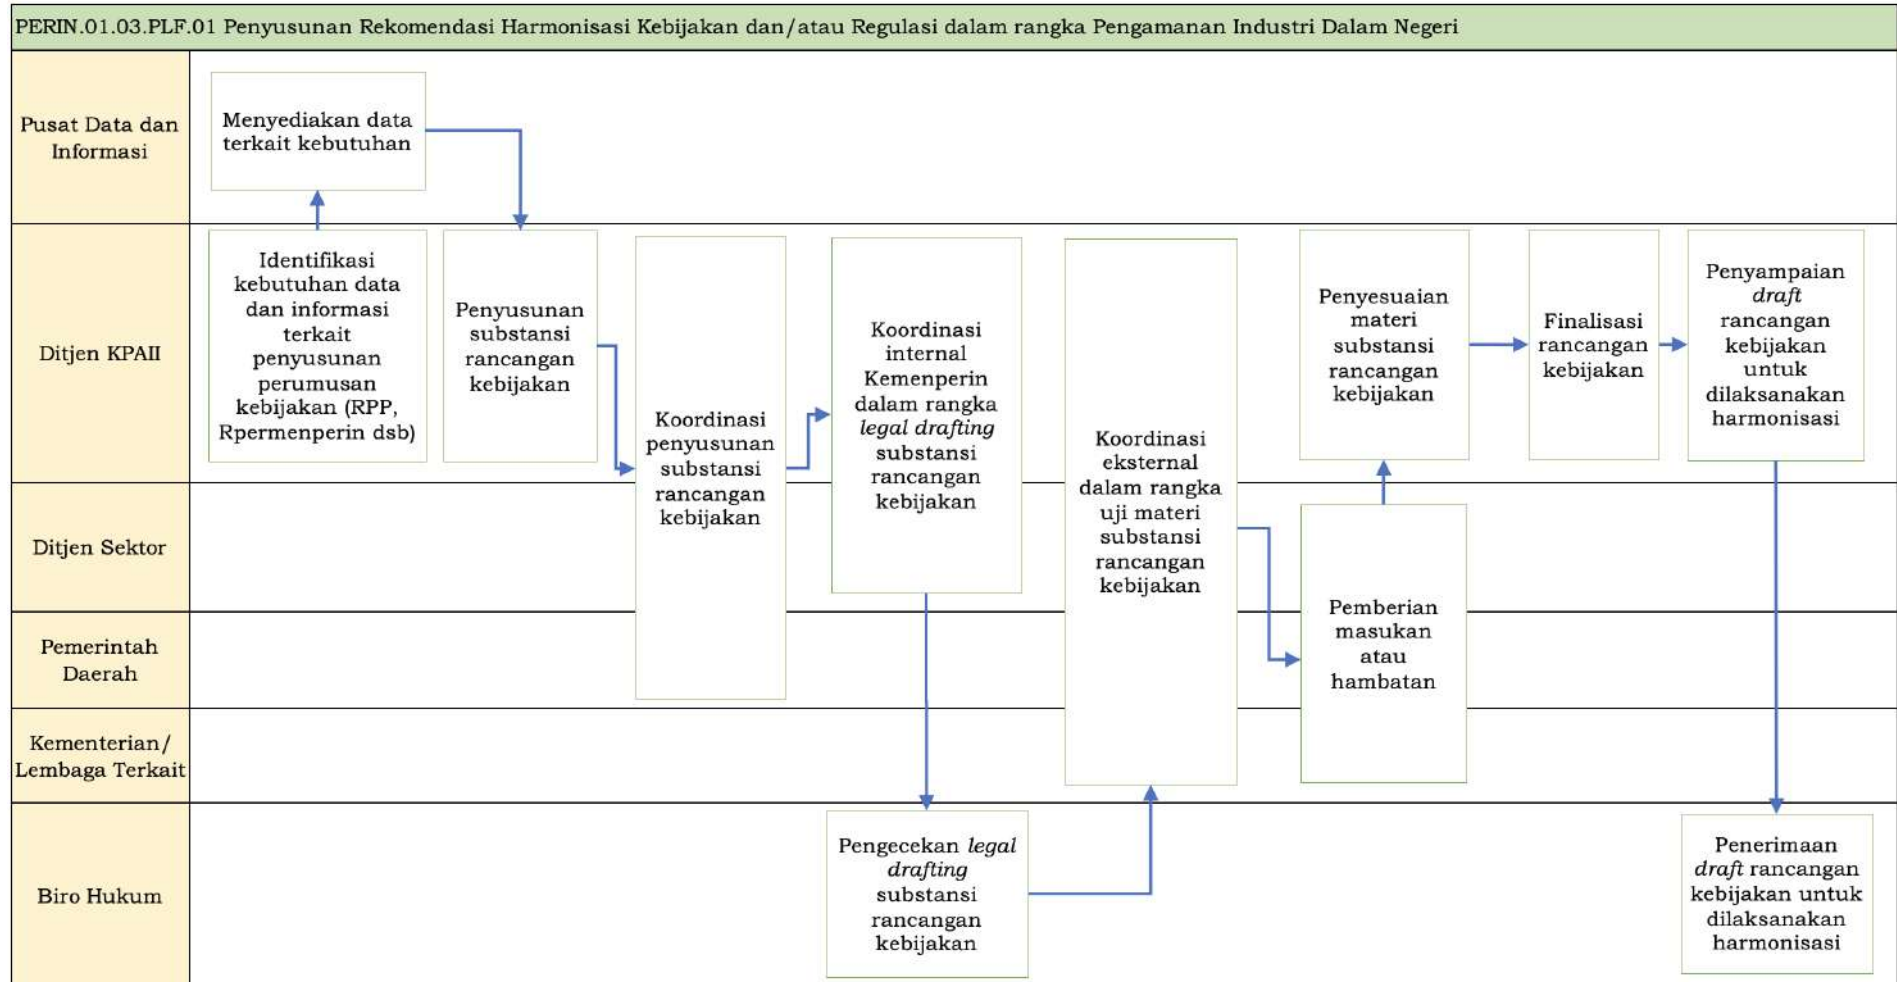 PERIN.01.03.PLF.01 Penyusunan Rekomendasi Harmonisasi Kebijakan dan/atau Regulasi dalam rangka Pengamanan Industri Dalam Negeri
Pusat Data dan
Informasi
Menyediakan data
terkait kebutuhan
Ditjen KPAII
Identifikasi
kebutuhan data
dan informasi
terkait
penyusunan
perumusan
kebijakan (RPP,
Rpermenperin dsb)
Penyusunan
substansi
rancangan
kebijakan
Koordinasi
penyusunan
substansi
rancangan
kebijakan
Koordinasi
internal
Kemenperin
dalam rangka
legal drafting
substansi
rancangan
kebijakan
Koordinasi
eksternal
dalam rangka
uji materi
substansi
rancangan
kebijakan
Penyesuaian
materi
substansi
rancangan
kebijakan
Finalisasi
rancangan
kebijakan
Penyampaian
draft
rancangan
kebijakan
untuk
dilaksanakan
harmonisasi
Ditjen Sektor
Pemberian
masukan
atau
hambatan
Pemerintah
Daerah
Kementerian/
Lembaga Terkait
Biro Hukum
Pengecekan legal
drafting
substansi
rancangan
kebijakan
Penerimaan
draft rancangan
kebijakan untuk
dilaksanakan
harmonisasi